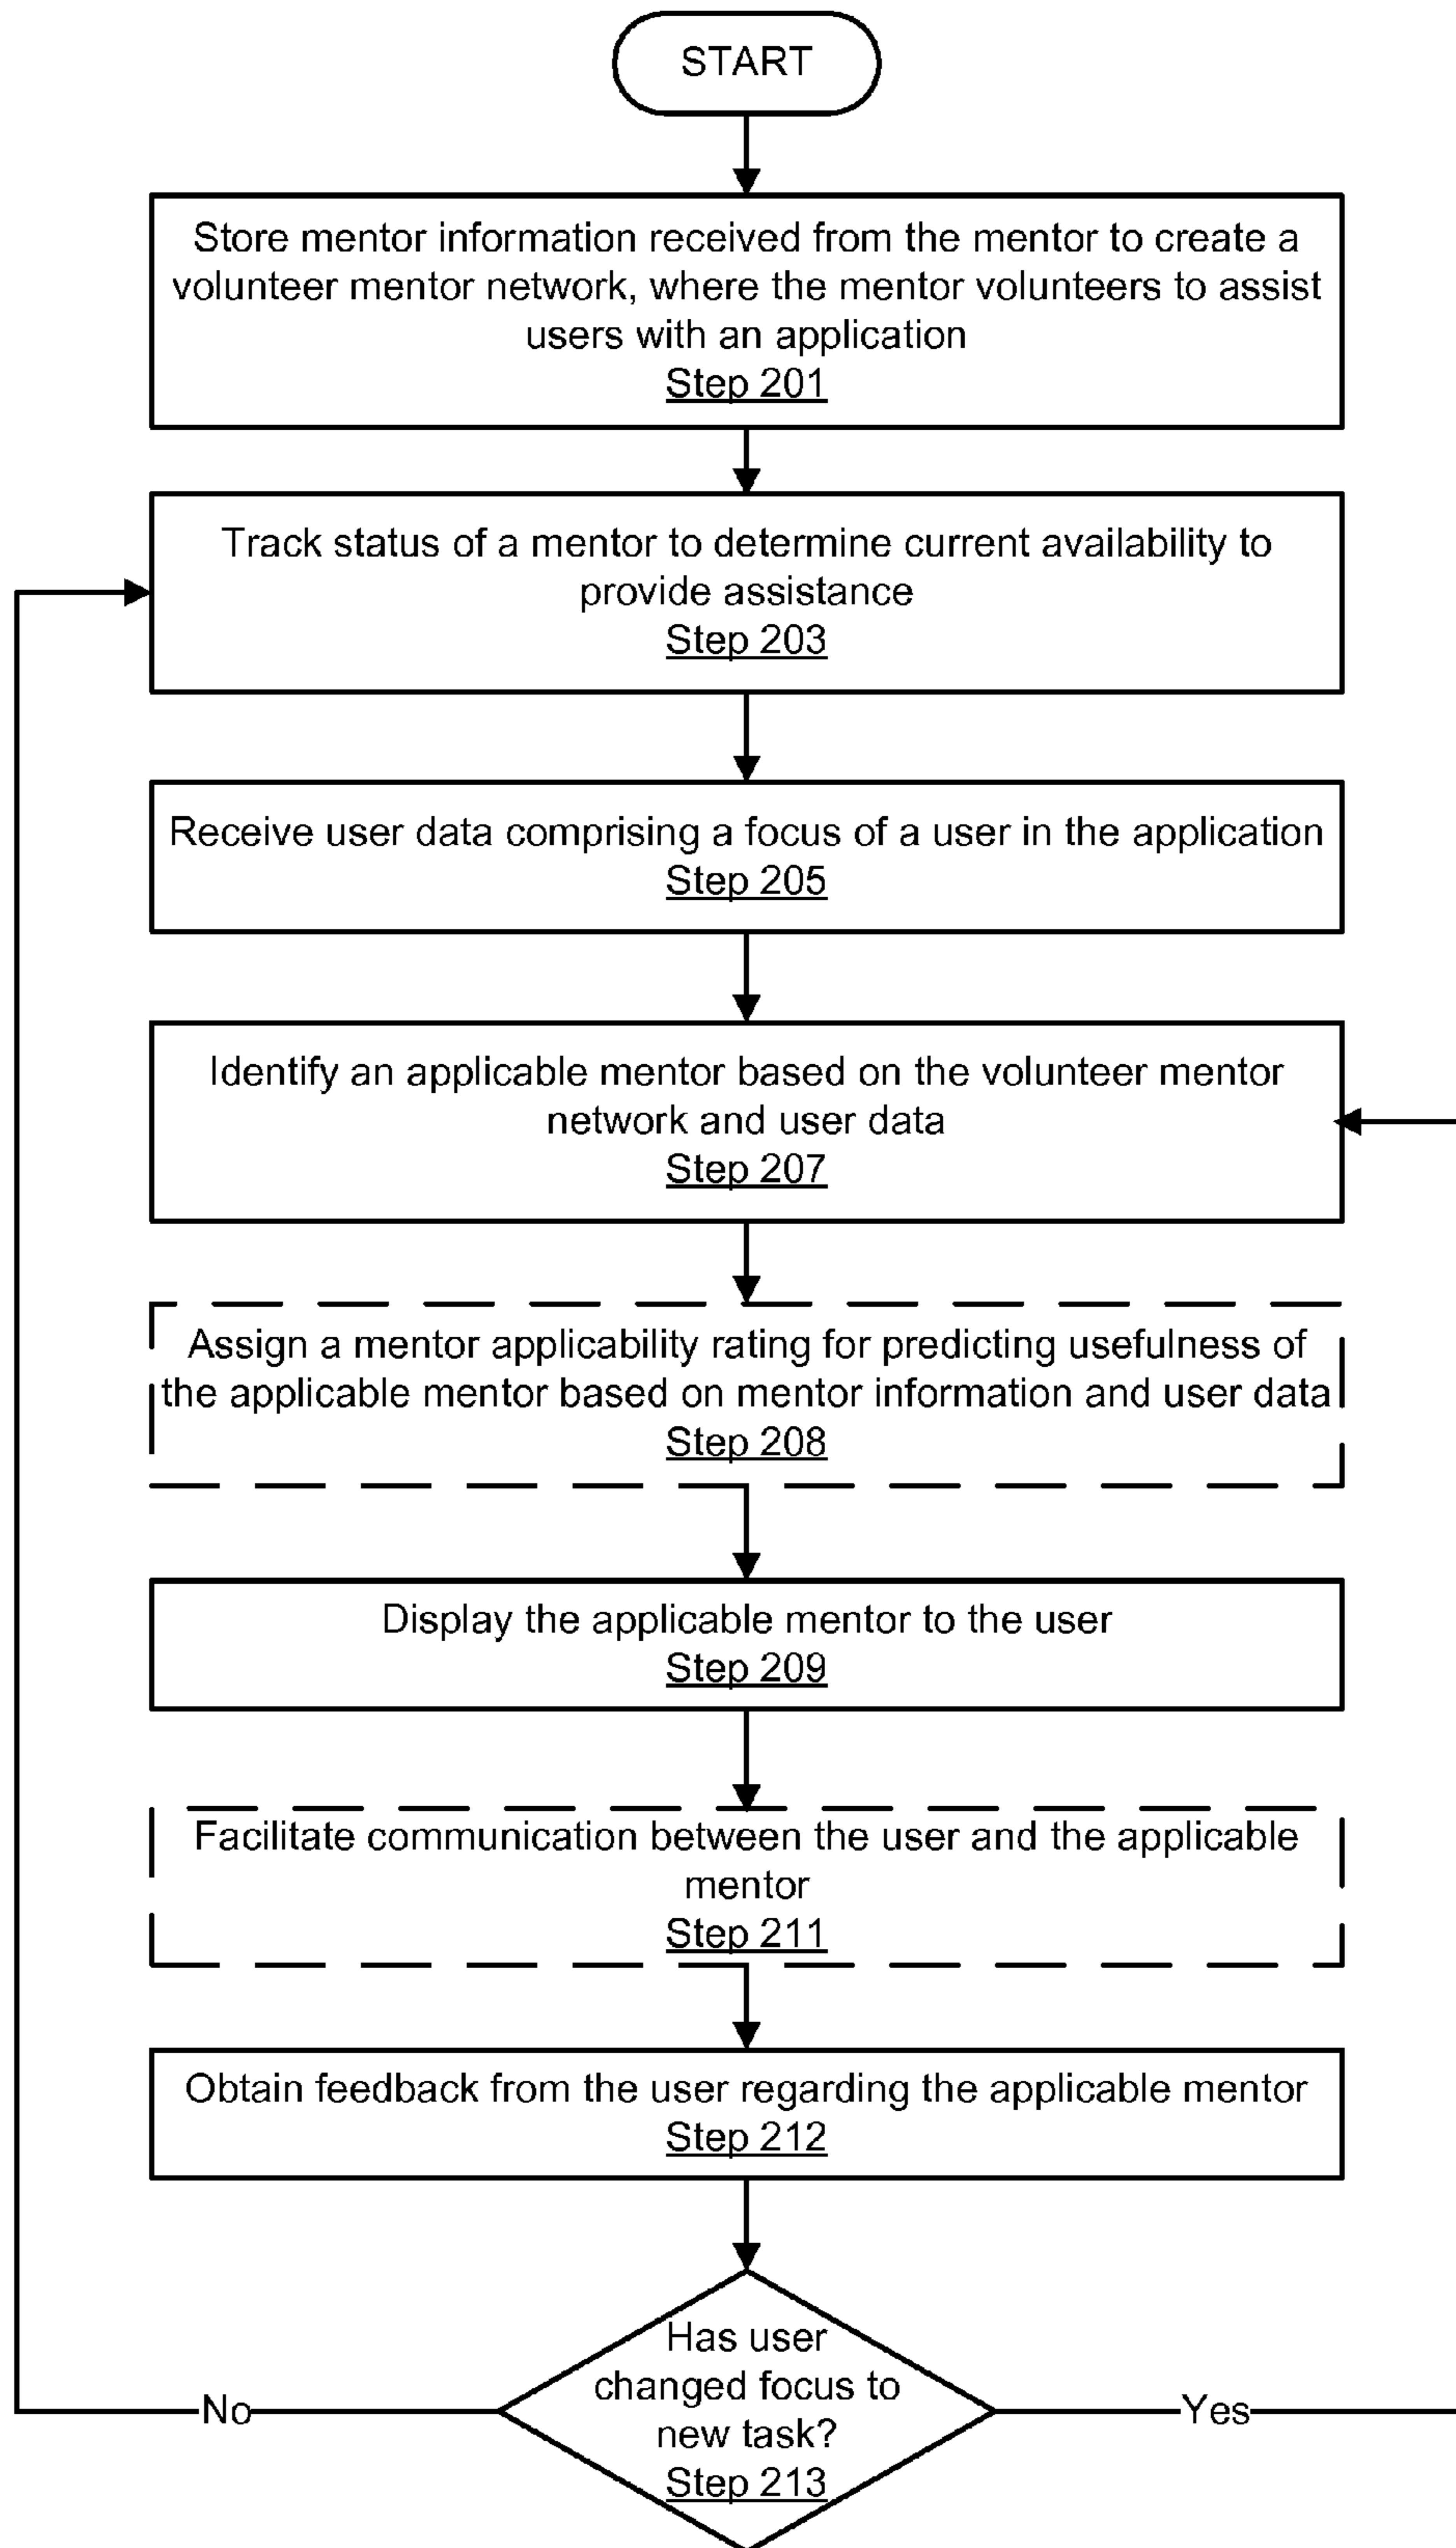 START
Store mentor information received from the mentor to create a
volunteer mentor network, where the mentor volunteers to assist
users with an application
Step 201
Track status of a mentor to determine current availability to
provide assistance
Step 203
Receive user data comprising a focus of a user in the application
Step 205
Identify an applicable mentor based on the volunteer mentor
network and user data
Step 207
Assign a mentor applicability rating for predicting usefulness of
the applicable mentor based on mentor information and user data
Step 208
Display the applicable mentor to the user
Step 209
Facilitate communication between the user and the applicable
mentor
Step 211
Obtain feedback from the user regarding the applicable mentor
Step 212
Has user
changed focus to
new task?
Step 213
No
Yes